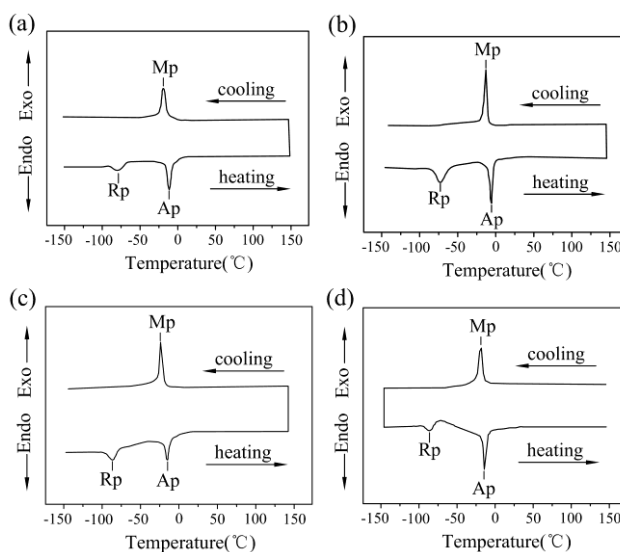 (a)
Exo
Endo
Mp
cooling
Rp
Ap
heating
-150 -100 -50 0 50 100 150
Temperature(℃)
(b)
Exo
Endo
Mp
cooling
Rp
Ap
heating
-150 -100 -50 0 50 100 150
Temperature(℃)
(c)
Exo
Endo
Mp
cooling
Rp
Ap
heating
-150 -100 -50 0 50 100 150
Temperature(℃)
(d)
Exo
Endo
Mp
cooling
Rp
Ap
heating
-150 -100 -50 0 50 100 150
Temperature(℃)